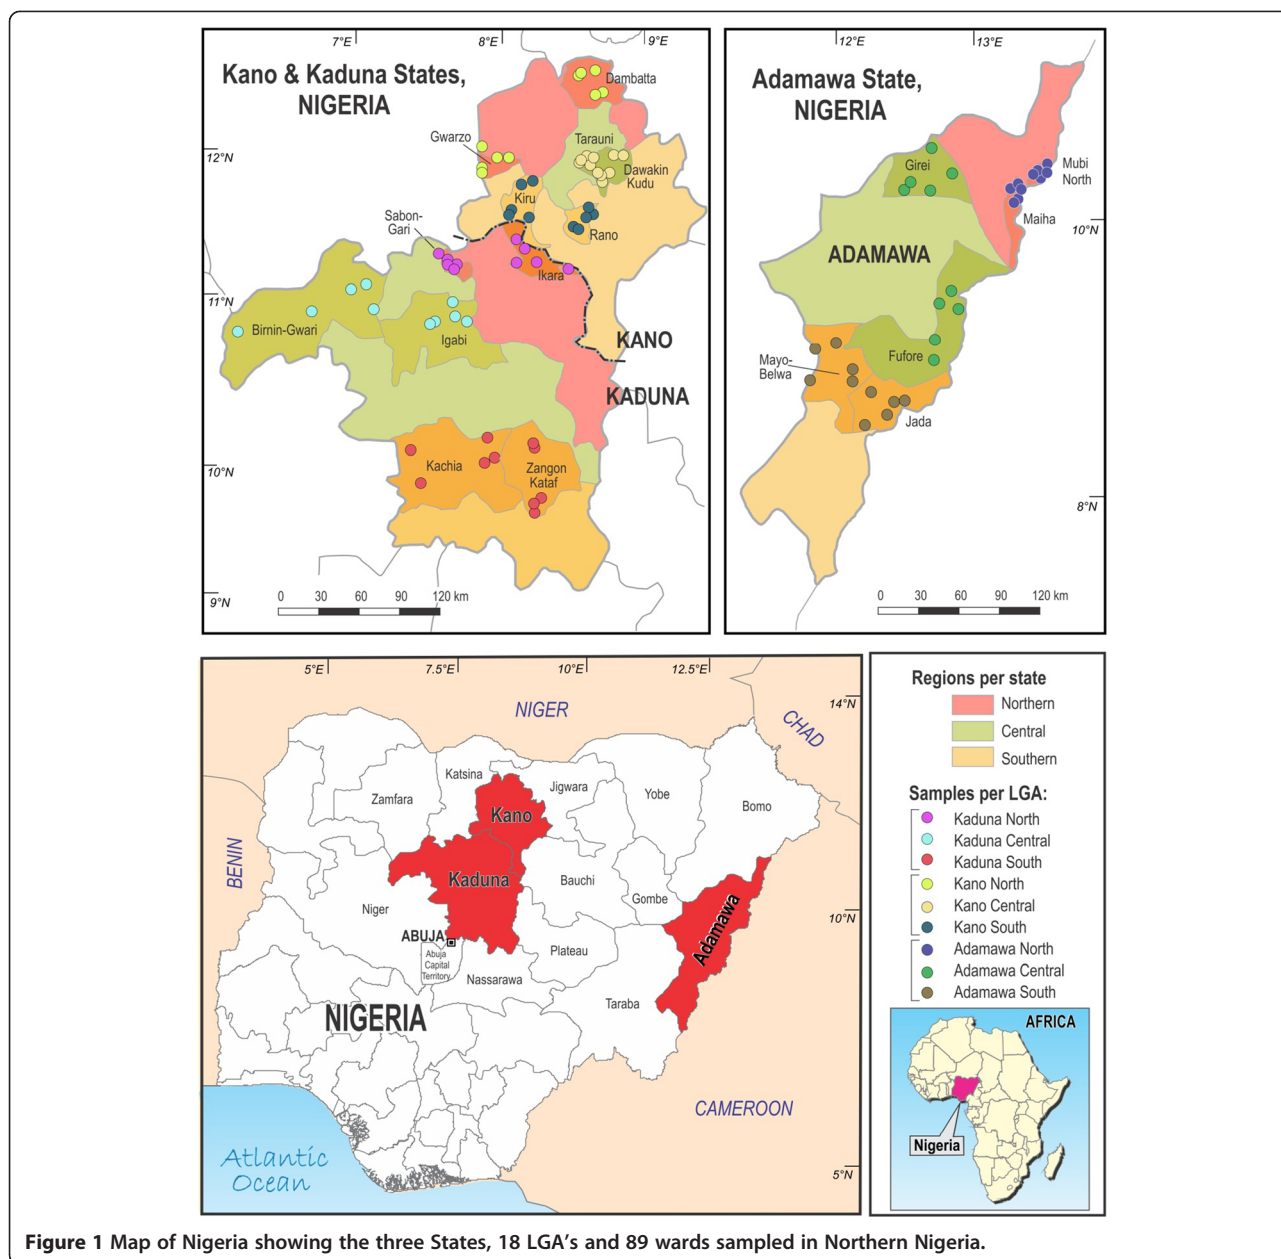 7°E
8°E
9°E
Kano & Kaduna States,
NIGERIA
Dambatta
Gwarzo
Tarauni
12°N
Dawakin
Kudu
Kiru
Sabon-
Gari
Rano
Ikara
11°N
Birnin-Gwari
Igabi
KANO
KADUNA
Kachia
Zangon
Kataf
10°N
9°N
0 30 60 90 120 km
12°E
13°E
Adamawa State,
NIGERIA
Girei
Mubi
North
Maiha
10°N
ADAMAWA
Fufore
Mayo-
Belwa
Jada
8°N
0 30 60 90 120 km
5°E
7.5°E
10°E
12.5°E
14°N
NIGER
CHAD
Katsina
Jigwara
Yobe
Zamfara
Kano
Bomo
BENIN
Kaduna
Bauchi
Gombe
Niger
Adamawa
10°N
ABUJA
Abuja
Capital
Territory
Plateau
Nassarawa
Taraba
NIGERIA
CAMEROON
Atlantic
Ocean
5°N
Regions per state
Northern
Central
Southern
Samples per LGA:
Kaduna North
Kaduna Central
Kaduna South
Kano North
Kano Central
Kano South
Adamawa North
Adamawa Central
Adamawa South
AFRICA
Nigeria
Figure 1 Map of Nigeria showing the three States, 18 LGA's and 89 wards sampled in Northern Nigeria.